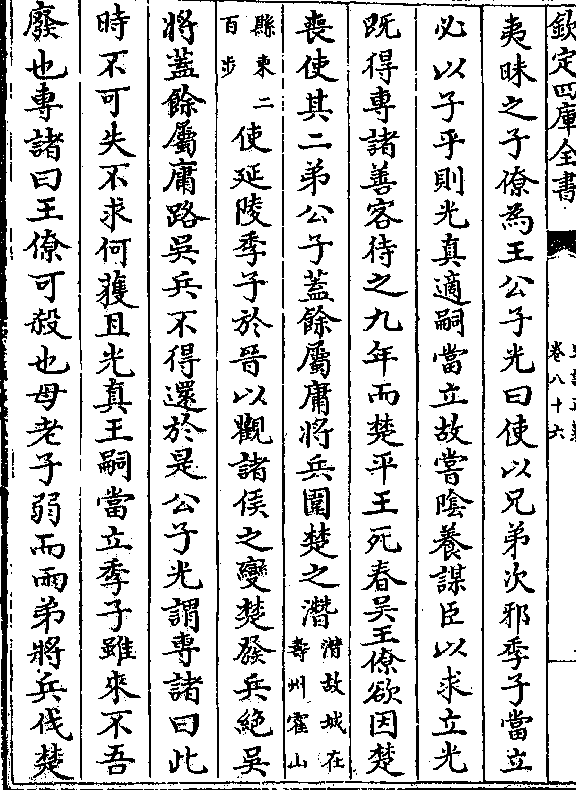 欽定四庫全書
卷八十六
夷昧之子僚為王公子光曰使以兄弟次邪季子當立
必以子乎則光真適嗣當立故嘗陰養謀臣以求立光
既得專諸善客待之九年而楚平王死春吳王僚欲因楚
喪使其二弟公子蓋餘屬庸將兵圍楚之潛潛故城在壽州霍山
縣東二百步使延陵季子於晉以觀諸侯之變楚發兵絶吳
將蓋餘屬庸路吳兵不得還於是公子光謂專諸曰此
時不可失不求何獲且光真王嗣當立季子雖來不吾
廢也專諸曰王僚可殺也母老子弱而兩弟將兵伐楚